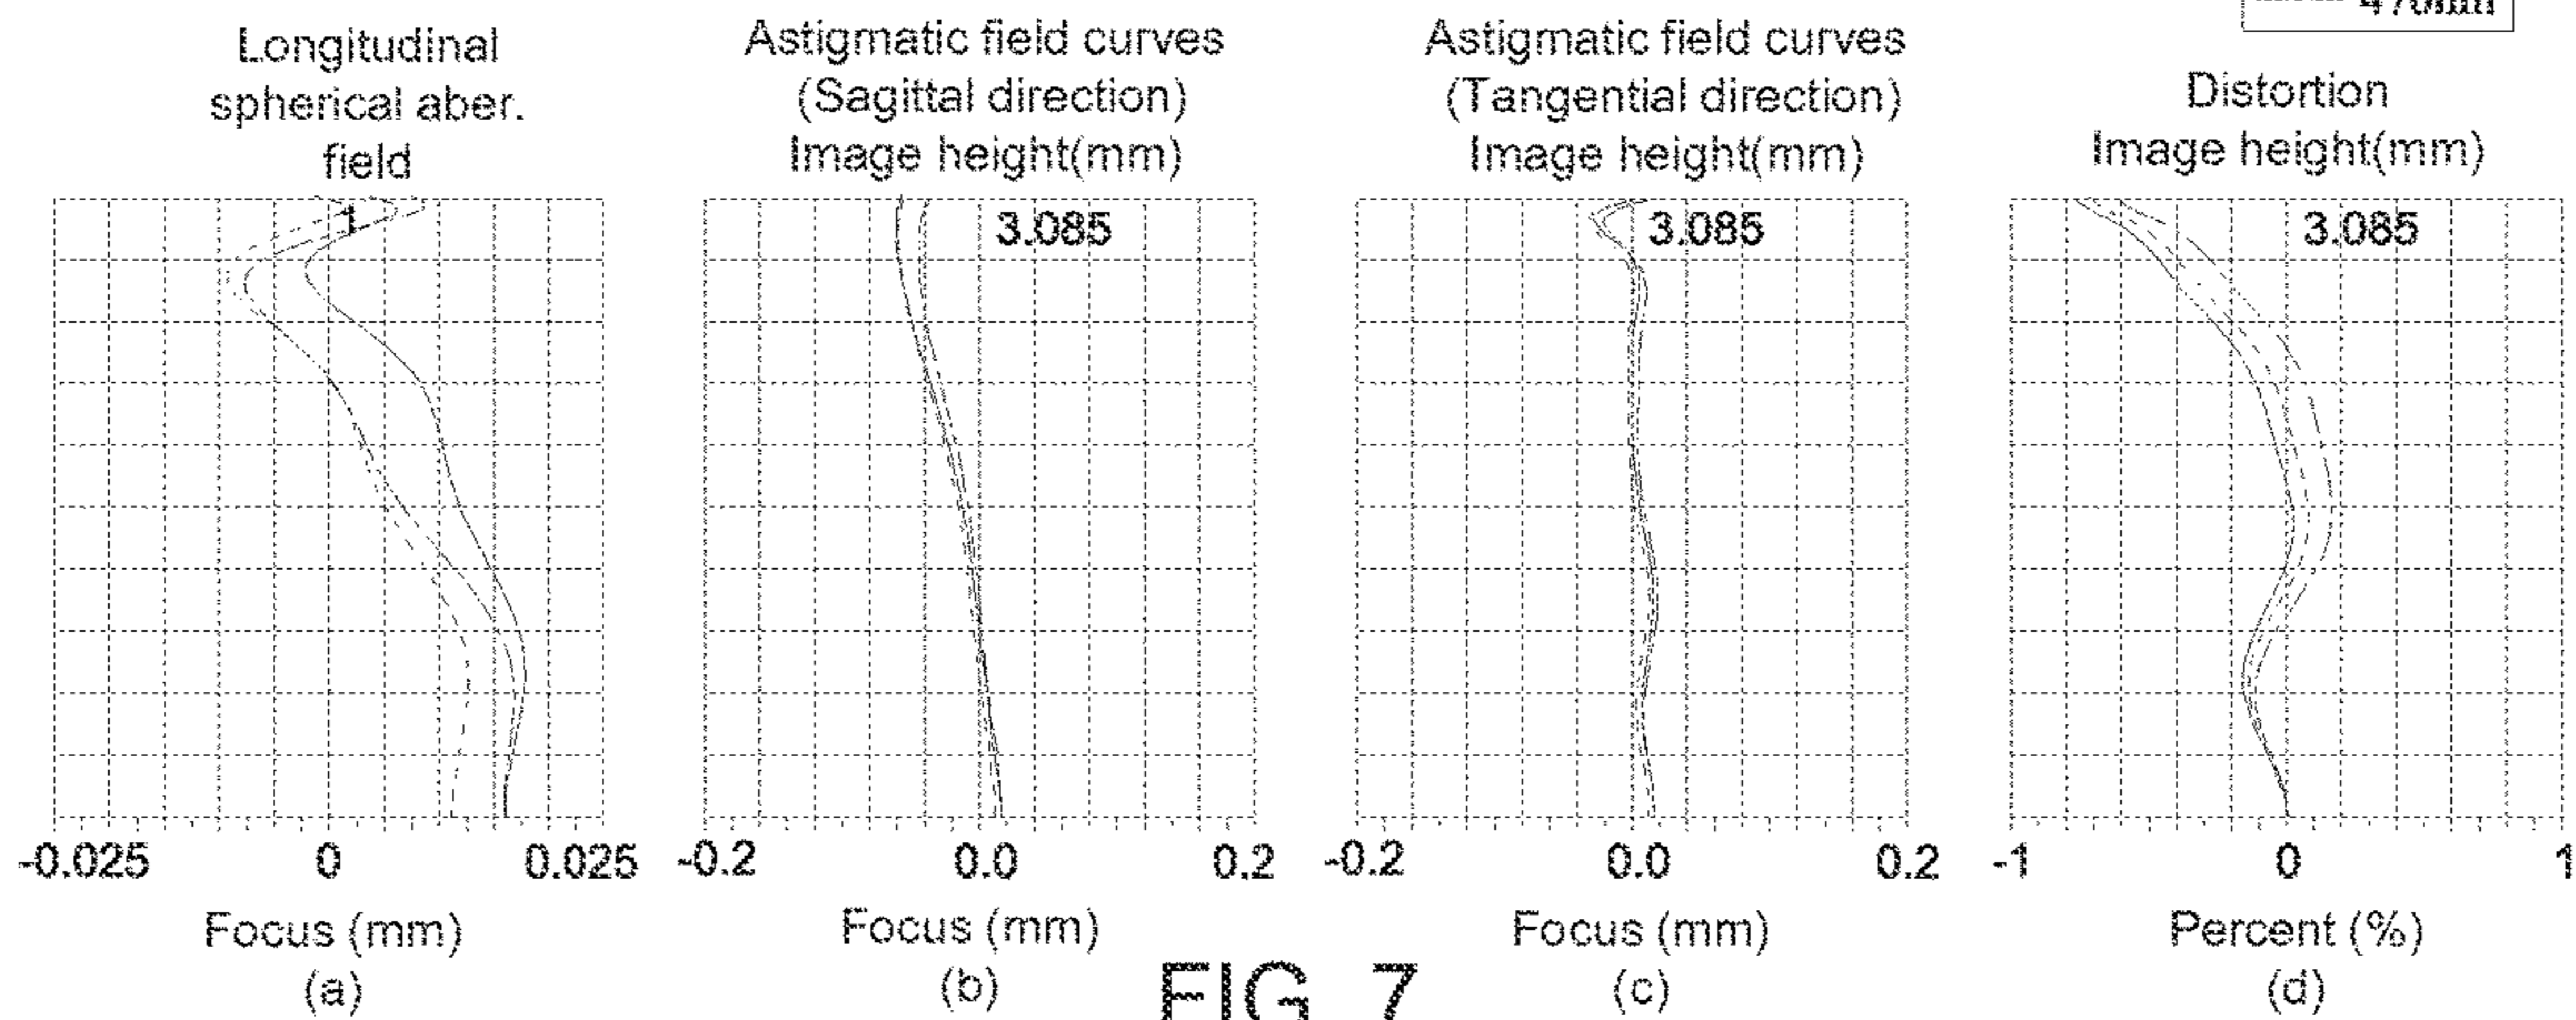 470nm
Longitudinal
spherical aber.
field
Astigmatic field curves
(Sagittal direction)
Image height(mm)
Astigmatic field curves
(Tangential direction)
Image height(mm)
Distortion
Image height(mm)
1
3.085
3.085
3.085
-0.025 0 0.025
-0.2 0.0 0.2
-0.2 0.0 0.2
-1 0 1
Focus (mm)
Focus (mm)
Focus (mm)
Percent (%)
(a)
(b)
(c)
(d)
FIG. 7